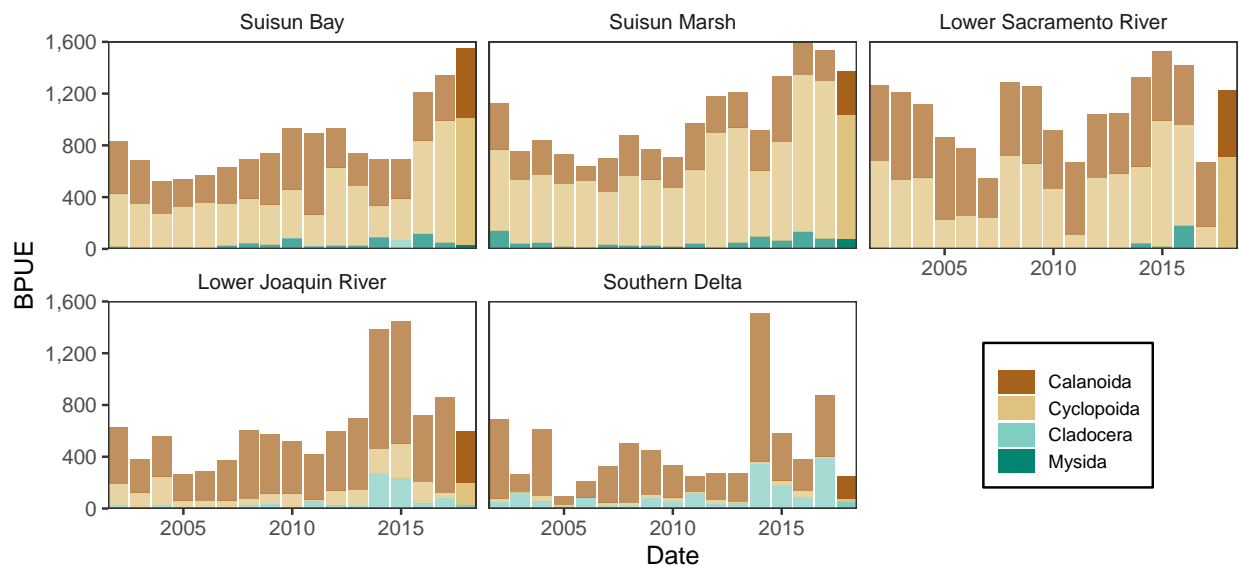 Suisun Bay
Suisun Marsh
Lower Sacramento River
1,600
1,200
800
400
0
2005 2010 2015
BPUE
Lower Joaquin River
Southern Delta
1,600
1,200
800
400
0
2005 2010 2015
2005 2010 2015
Calanoida
Cyclopoida
Cladocera
Mysida
Date